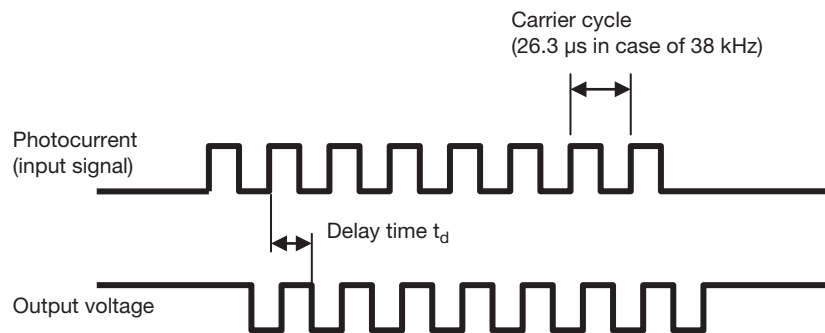 Carrier cycle
(26.3 µs in case of 38 kHz)
Photocurrent
(input signal)
Delay time td
Output voltage